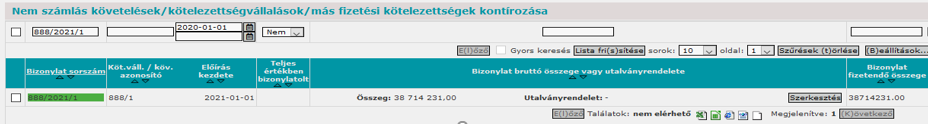 Nem számlás követelések/kötelezettségvállalások/más fizetési kötelezettségek kontírozása
888/2021/1 2020-01-01 Nem
E(l)őző Gyors keresés Lista fri(s)sítése sorok: 10 oldal: 1 Szűrések (t)örlése (B)eállítások...
Bizonylat sorszám Köt.váll. / köv. azonosító Előírás kezdete Teljes értékben bizonylatolt Bizonylat bruttó összege vagy utalványrendelete Bizonylat fizetendő összege
888/2021/1 888/1 2021-01-01 Összeg: 38 714 231,00 Utalványrendelet: - Szerkesztés 38714231.00
E(l)őző Találatok: nem elérhető Megjelenítve: 1 (K)övetkező